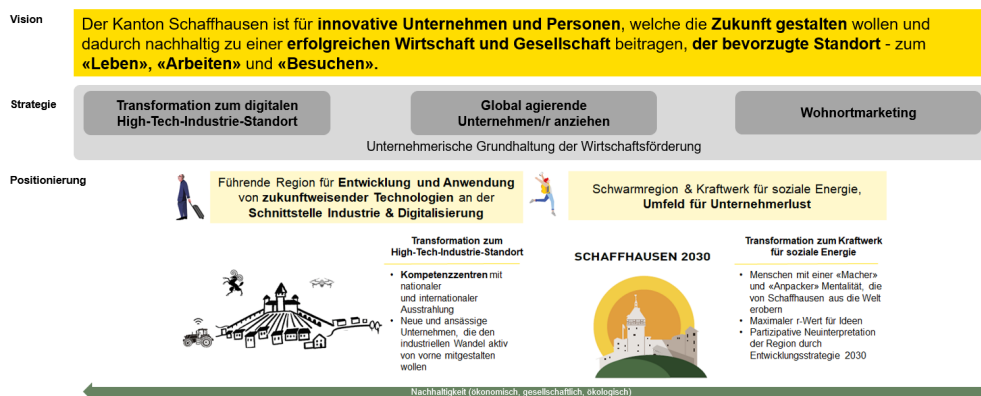 Vision
Der Kanton Schaffhausen ist für innovative Unternehmen und Personen, welche die Zukunft gestalten wollen und
dadurch nachhaltig zu einer erfolgreichen Wirtschaft und Gesellschaft beitragen, der bevorzugte Standort - zum
«Leben», «Arbeiten» und «Besuchen».
Strategie
Transformation zum digitalen
High-Tech-Industrie-Standort
Global agierende
Unternehmen/r anziehen
Wohnortmarketing
Unternehmerische Grundhaltung der Wirtschaftsförderung
Positionierung
Führende Region für Entwicklung und Anwendung
von zukunftweisender Technologien an der
Schnittstelle Industrie & Digitalisierung
Schwarmregion & Kraftwerk für soziale Energie,
Umfeld für Unternehmerlust
Transformation zum
High-Tech-Industrie-Standort
• Kompetenzzentren mit
nationaler
und internationaler
Ausstrahlung
• Neue und ansässige
Unternehmen, die den
industriellen Wandel aktiv
von vorne mitgestalten
wollen
SCHAFFHAUSEN 2030
Transformation zum Kraftwerk
für soziale Energie
• Menschen mit einer «Macher»
und «Anpacker» Mentalität, die
von Schaffhausen aus die Welt
erobern
• Maximaler r-Wert für Ideen
• Partizipative Neuinterpretation
der Region durch
Entwicklungsstrategie 2030
Nachhaltigkeit (ökonomisch, gesellschaftlich, ökologisch)